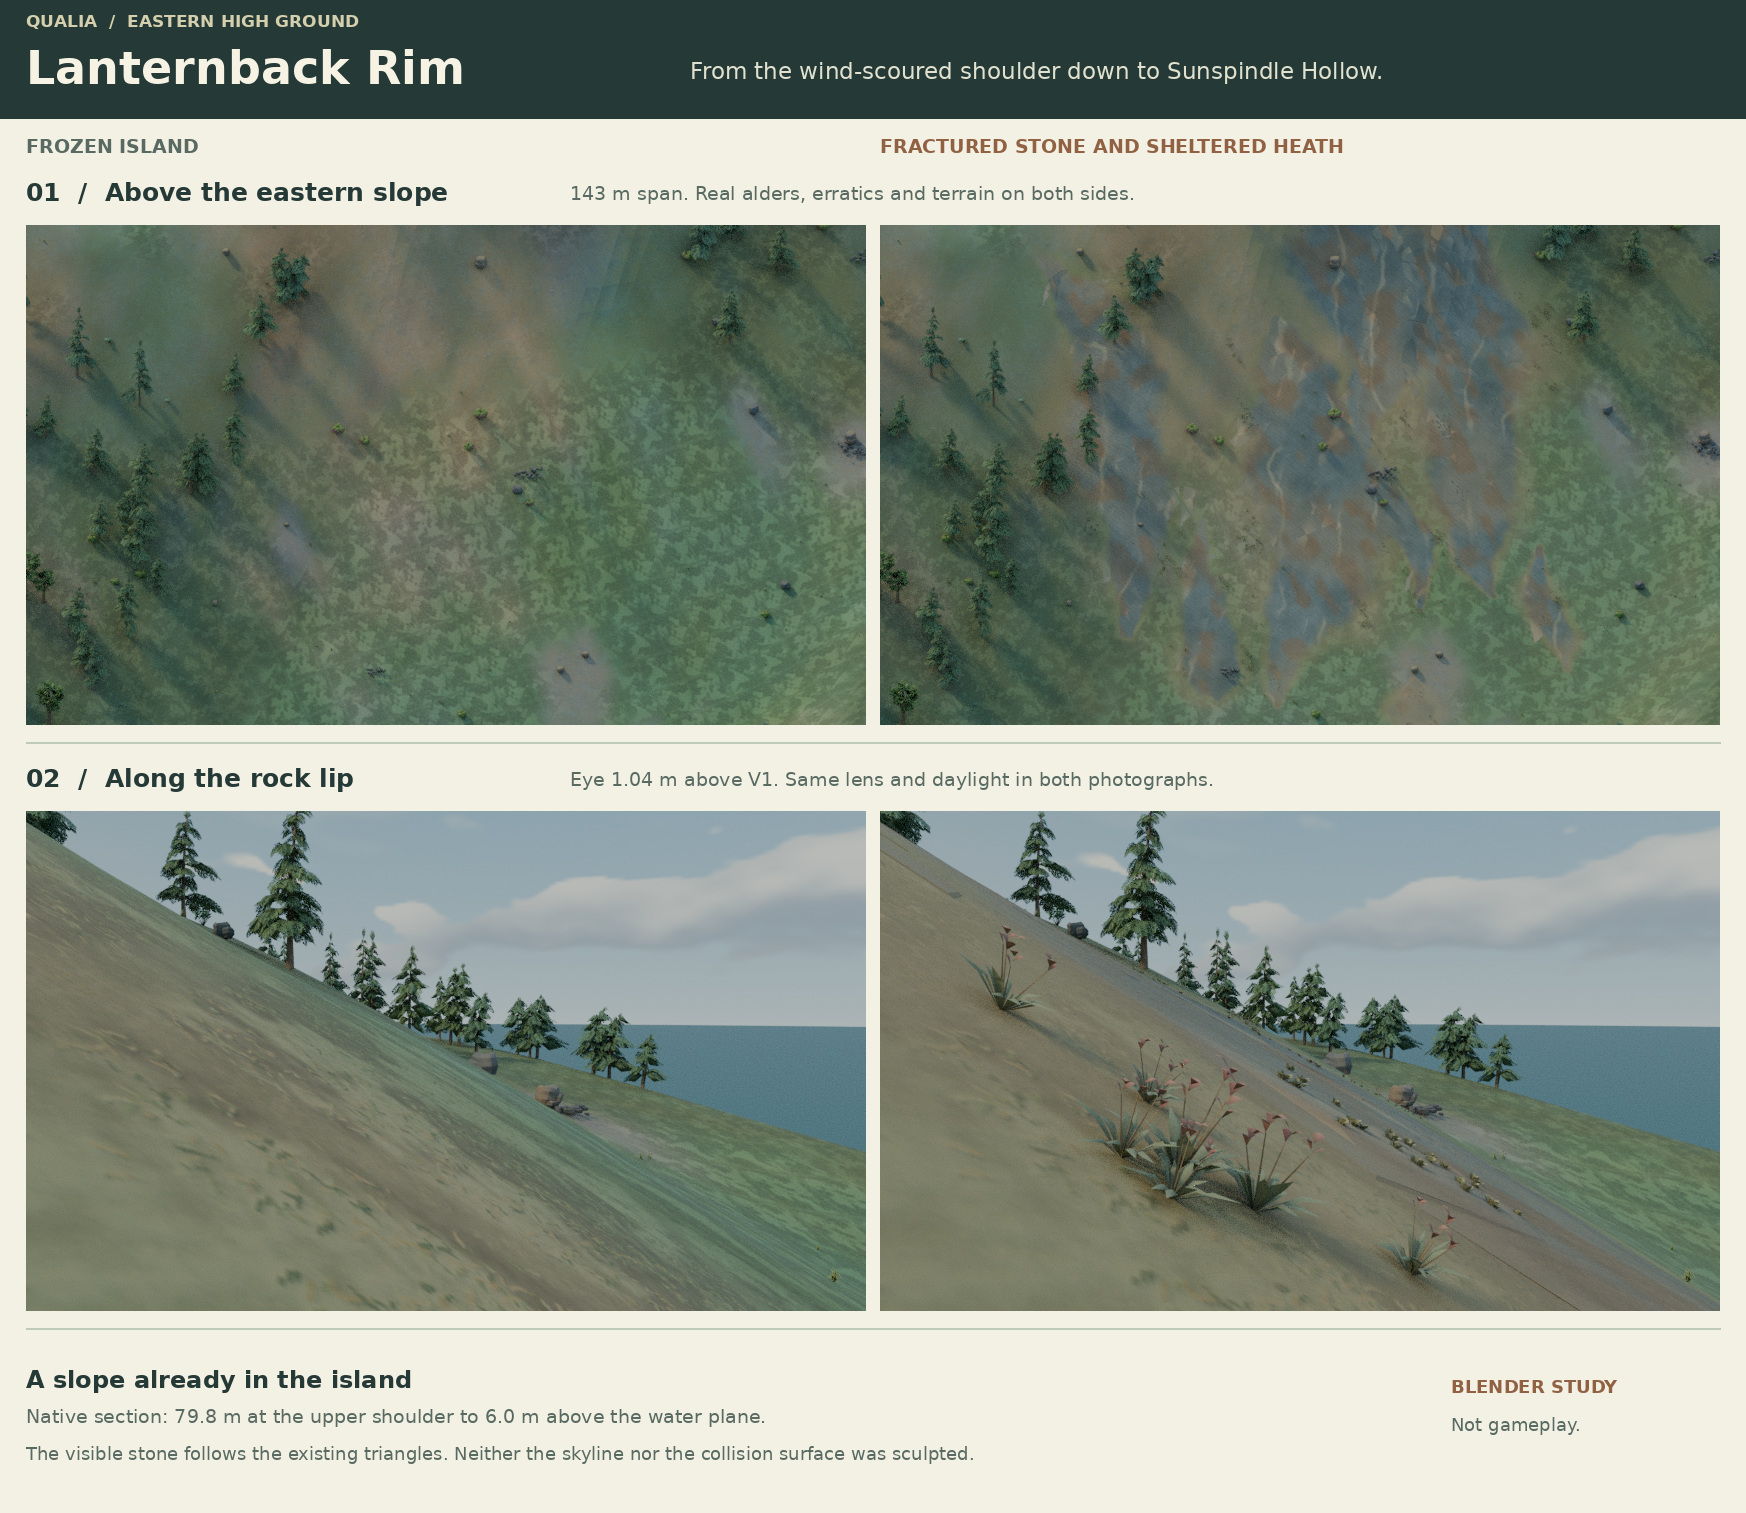 QUALIA / EASTERN HIGH GROUND
Lanternback Rim
From the wind-scoured shoulder down to Sunspindle Hollow.
FROZEN ISLAND
FRACTURED STONE AND SHELTERED HEATH
01 / Above the eastern slope
143 m span. Real alders, erratics and terrain on both sides.
02 / Along the rock lip
Eye 1.04 m above V1. Same lens and daylight in both photographs.
A slope already in the island
Native section: 79.8 m at the upper shoulder to 6.0 m above the water plane.
The visible stone follows the existing triangles. Neither the skyline nor the collision surface was sculpted.
BLENDER STUDY
Not gameplay.